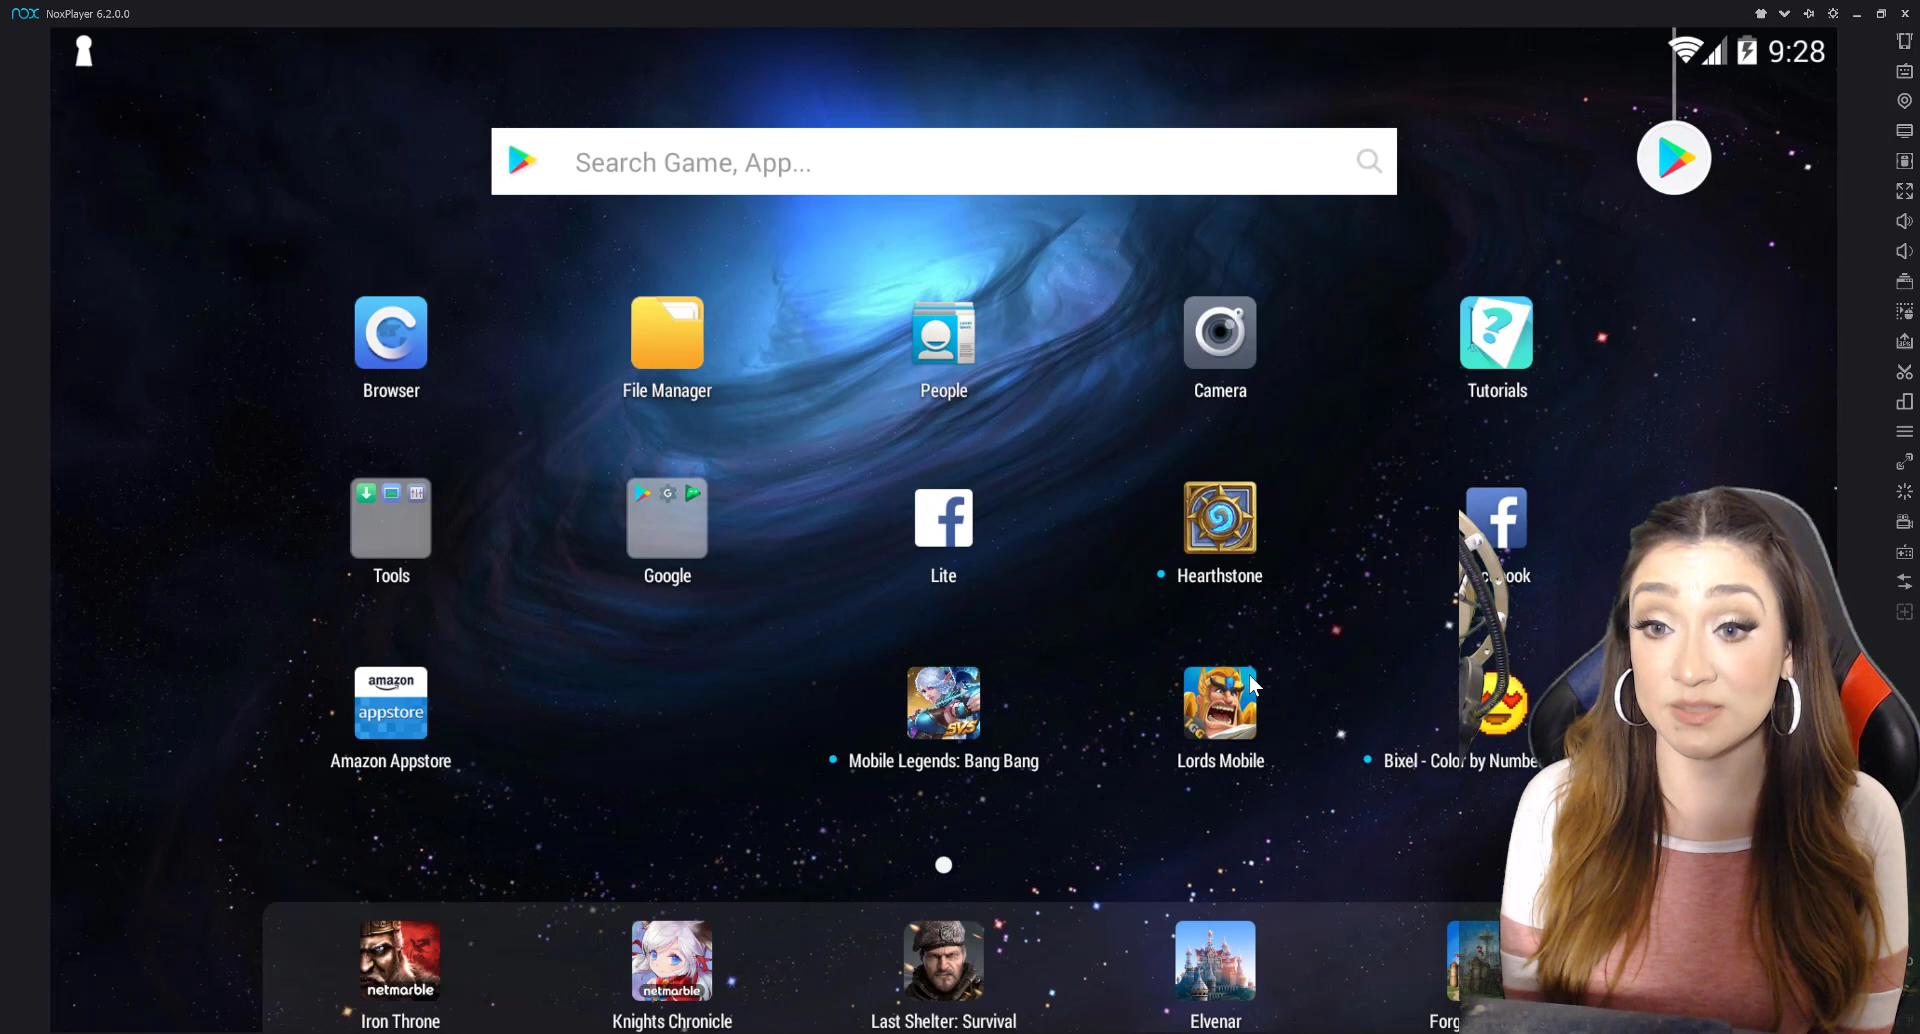 nox NoxPlayer 6.2.0.0
9:28
Search Game, App...
Browser
File Manager
People
Camera
Tutorials
Tools
Google
Lite
Hearthstone
ook
amazon
appstore
Amazon Appstore
Mobile Legends: Bang Bang
Lords Mobile
Bixel - Color by Numbe
netmarble
netmarble
Iron Throne
Knights Chronicle
Last Shelter: Survival
Elvenar
Forg